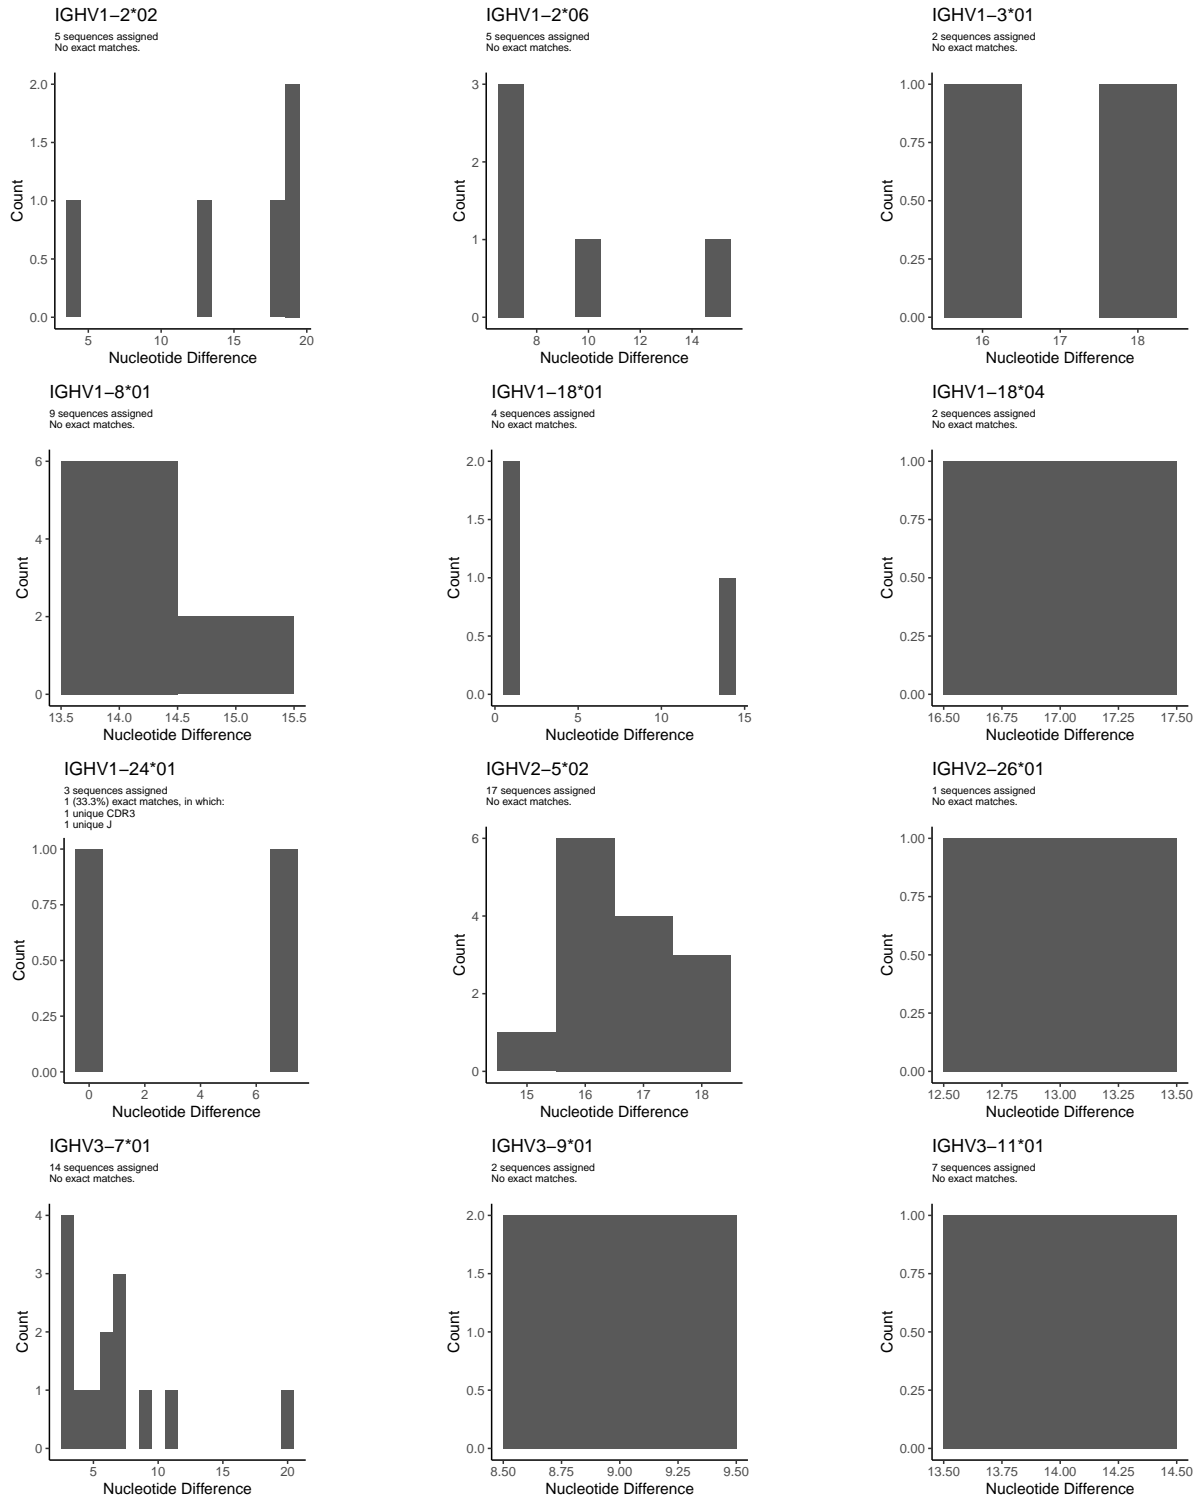 IGHV1−2*02
5 sequences assigned
No exact matches.
2.0
1.5
1.0
0.5
0.0
Count
5 10 15 20
Nucleotide Difference
IGHV1−2*06
5 sequences assigned
No exact matches.
3
2
1
0
Count
8 10 12 14
Nucleotide Difference
IGHV1−3*01
2 sequences assigned
No exact matches.
1.00
0.75
0.50
0.25
0.00
Count
16 17 18
Nucleotide Difference
IGHV1−8*01
9 sequences assigned
No exact matches.
6
4
2
0
Count
13.5 14.0 14.5 15.0 15.5
Nucleotide Difference
IGHV1−18*01
4 sequences assigned
No exact matches.
2.0
1.5
1.0
0.5
0.0
Count
0 5 10 15
Nucleotide Difference
IGHV1−18*04
2 sequences assigned
No exact matches.
1.00
0.75
0.50
0.25
0.00
Count
16.50 16.75 17.00 17.25 17.50
Nucleotide Difference
IGHV1−24*01
3 sequences assigned
1 (33.3%) exact matches, in which:
1 unique CDR3
1 unique J
1.00
0.75
0.50
0.25
0.00
Count
0 2 4 6
Nucleotide Difference
IGHV2−5*02
17 sequences assigned
No exact matches.
6
4
2
0
Count
15 16 17 18
Nucleotide Difference
IGHV2−26*01
1 sequences assigned
No exact matches.
1.00
0.75
0.50
0.25
0.00
Count
12.50 12.75 13.00 13.25 13.50
Nucleotide Difference
IGHV3−7*01
14 sequences assigned
No exact matches.
4
3
2
1
0
Count
5 10 15 20
Nucleotide Difference
IGHV3−9*01
2 sequences assigned
No exact matches.
2.0
1.5
1.0
0.5
0.0
Count
8.50 8.75 9.00 9.25 9.50
Nucleotide Difference
IGHV3−11*01
7 sequences assigned
No exact matches.
1.00
0.75
0.50
0.25
0.00
Count
13.50 13.75 14.00 14.25 14.50
Nucleotide Difference